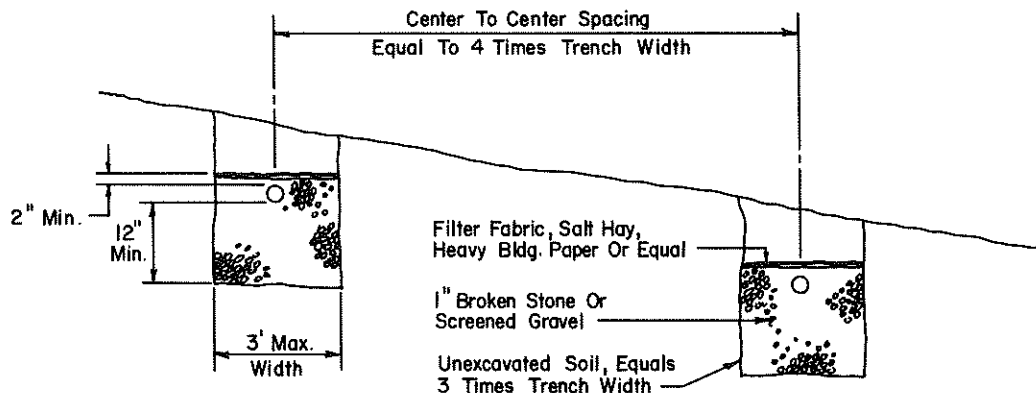 Center To Center Spacing
Equal To 4 Times Trench Width
2" Min.
12"
Min.
3' Max.
Width
Filter Fabric, Salt Hay,
Heavy Bldg. Paper Or Equal
1" Broken Stone Or
Screened Gravel
Unexcavated Soil, Equals
3 Times Trench Width